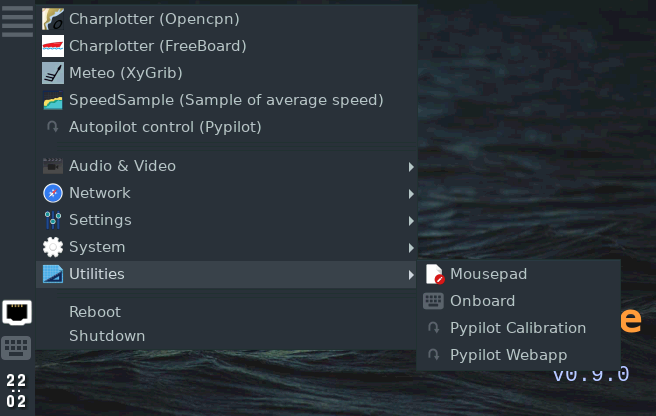 Charplotter (Opencpn)
Charplotter (FreeBoard)
Meteo (XyGrib)
SpeedSample (Sample of average speed)
Autopilot control (Pypilot)
Audio & Video
Network
Settings
System
Utilities
Mousepad
Onboard
Pypilot Calibration
Pypilot Webapp
Reboot
Shutdown
e
v0.9.0
22
..
02